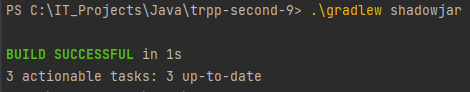 PS C:\IT_Projects\Java\trpp-second-9> .\gradlew shadowjar
BUILD SUCCESSFUL in 1s
3 actionable tasks: 3 up-to-date